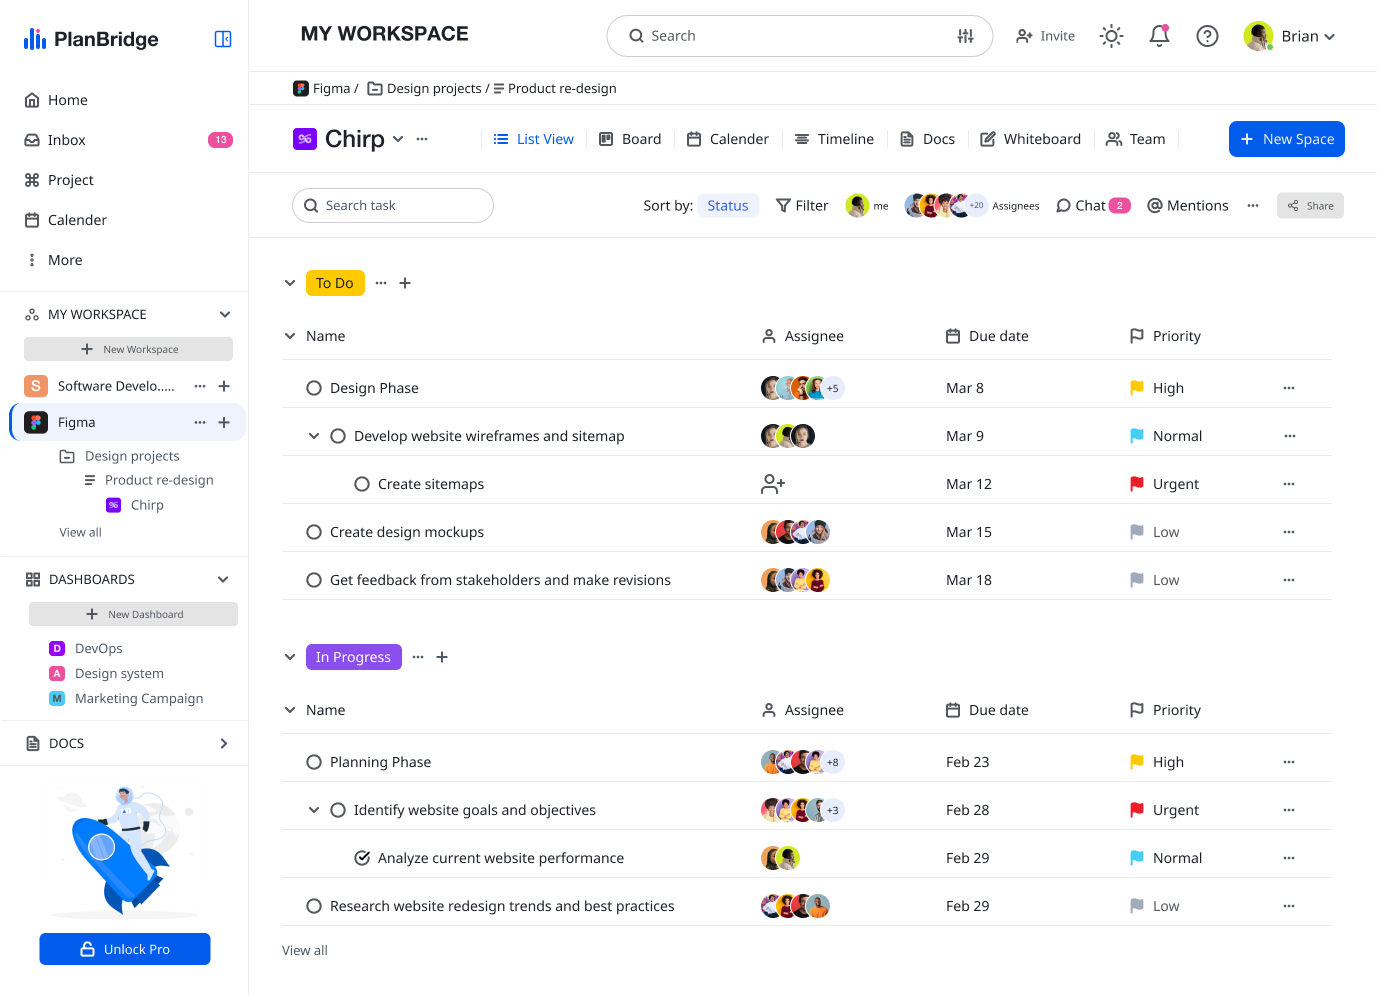 PlanBridge
Home
Inbox 13
Project
Calender
More
MY WORKSPACE
New Workspace
S Software Develo.....
Figma
Design projects
Product re-design
Chirp
View all
DASHBOARDS
New Dashboard
D DevOps
A Design system
M Marketing Campaign
DOCS
Unlock Pro
MY WORKSPACE
Search
Invite
Brian
Figma / Design projects / Product re-design
Chirp
List View
Board
Calender
Timeline
Docs
Whiteboard
Team
New Space
Search task
Sort by: Status
Filter
me
+20 Assignees
Chat 2
Mentions
Share
To Do
Name Assignee Due date Priority
Design Phase +5 Mar 8 High
Develop website wireframes and sitemap Mar 9 Normal
Create sitemaps Mar 12 Urgent
Create design mockups Mar 15 Low
Get feedback from stakeholders and make revisions Mar 18 Low
In Progress
Name Assignee Due date Priority
Planning Phase +8 Feb 23 High
Identify website goals and objectives +3 Feb 28 Urgent
Analyze current website performance Feb 29 Normal
Research website redesign trends and best practices Feb 29 Low
View all